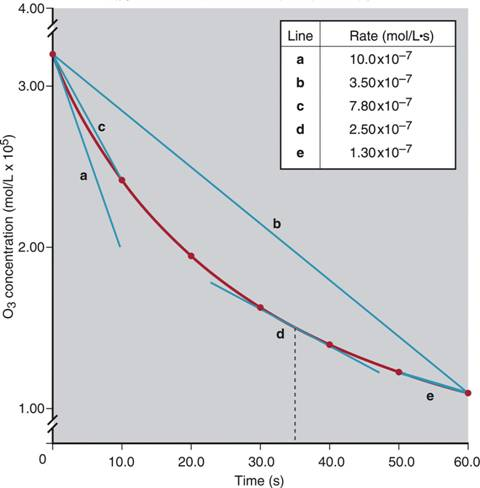 4.00
3.00
2.00
1.00
0
O3 concentration (mol/L x 10⁵)
Line Rate (mol/L•s)
a 10.0x10⁻⁷
b 3.50x10⁻⁷
c 7.80x10⁻⁷
d 2.50x10⁻⁷
e 1.30x10⁻⁷
c
a
b
d
e
10.0 20.0 30.0 40.0 50.0 60.0
Time (s)